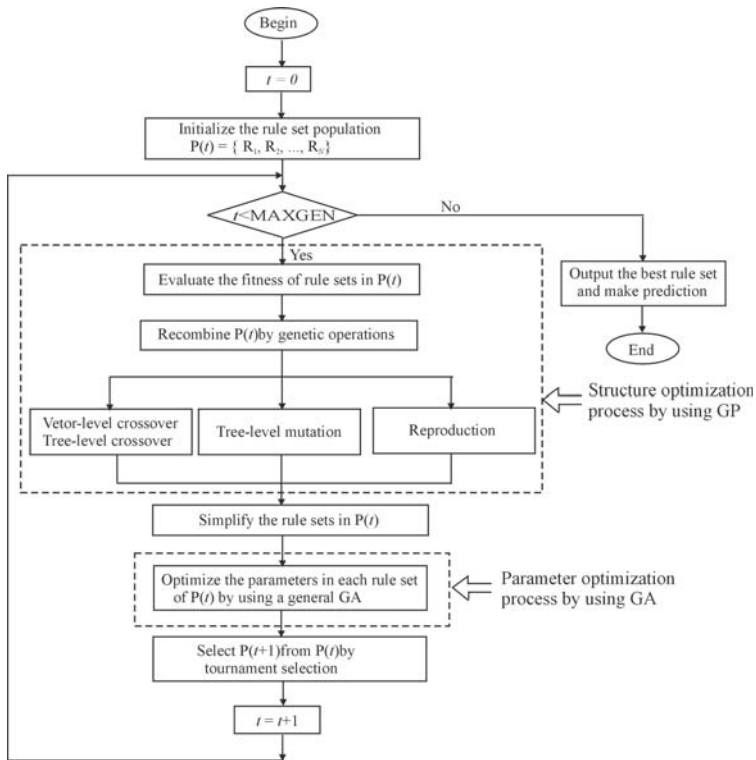 Begin
t = 0
Initialize the rule set population
P(t) = { R₁, R₂, ..., R_N}
t<MAXGEN
No
Yes
Evaluate the fitness of rule sets in P(t)
Output the best rule set
and make prediction
Recombine P(t)by genetic operations
End
Structure optimization
process by using GP
Vetor-level crossover
Tree-level crossover
Tree-level mutation
Reproduction
Simplify the rule sets in P(t)
Optimize the parameters in each rule set
of P(t) by using a general GA
Parameter optimization
process by using GA
Select P(t+1)from P(t)by
tournament selection
t = t+1